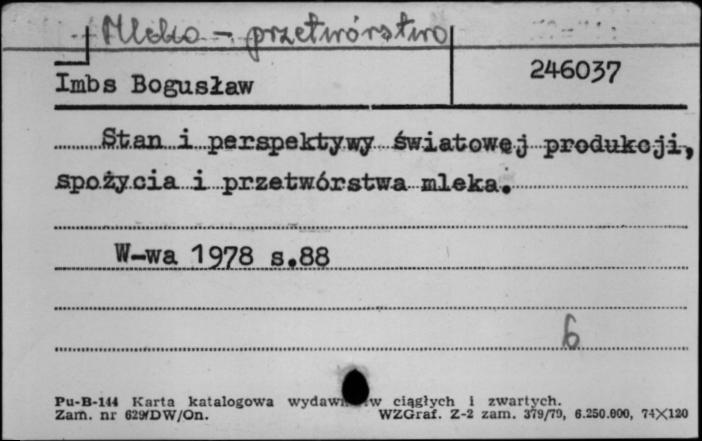 Mleko – przetwórstwo
Imbs Bogusław 246037
Stan i perspektywy światowej produkcji,
spożycia i przetwórstwa mleka.
W-wa 1978 s.88
6
Pu-B-144 Karta katalogowa ciągłych i zwartych.
Zam. nr 629/DW/On. WZGraf. Z-2 zam. 379/79, 6.250.000, 74X120